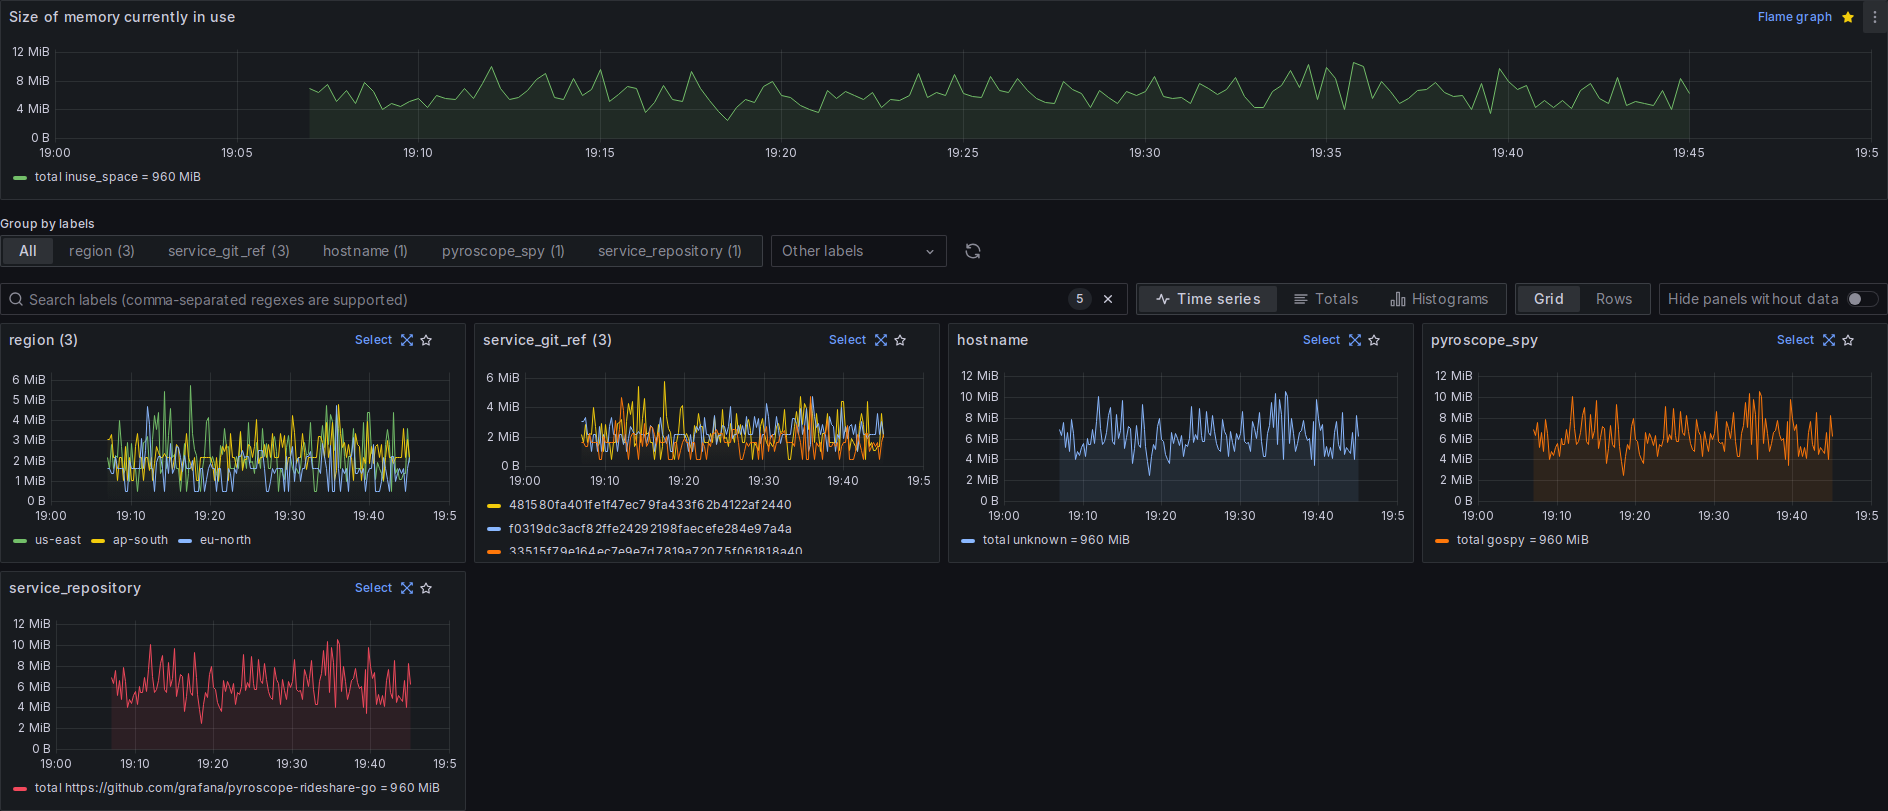 Size of memory currently in use
Flame graph
12 MiB
8 MiB
4 MiB
0 B
19:00 19:05 19:10 19:15 19:20 19:25 19:30 19:35 19:40 19:45 19:5
total inuse_space = 960 MiB
Group by labels
All region (3) service_git_ref (3) hostname (1) pyroscope_spy (1) service_repository (1) Other labels
Search labels (comma-separated regexes are supported) 5 Time series Totals Histograms Grid Rows Hide panels without data
region (3) Select
6 MiB
5 MiB
4 MiB
3 MiB
2 MiB
1 MiB
0 B
19:00 19:10 19:20 19:30 19:40 19:5
us-east ap-south eu-north
service_git_ref (3) Select
6 MiB
4 MiB
2 MiB
0 B
19:00 19:10 19:20 19:30 19:40 19:5
481580fa401fe1f47ec79fa433f62b4122af2440
f0319dc3acf82ffe24292198faecefe284e97a4a
33515f79e164ec7e9e7d7819a72075f061818a40
hostname Select
12 MiB
10 MiB
8 MiB
6 MiB
4 MiB
2 MiB
0 B
19:00 19:10 19:20 19:30 19:40 19:5
total unknown = 960 MiB
pyroscope_spy Select
12 MiB
10 MiB
8 MiB
6 MiB
4 MiB
2 MiB
0 B
19:00 19:10 19:20 19:30 19:40 19:5
total gospy = 960 MiB
service_repository Select
12 MiB
10 MiB
8 MiB
6 MiB
4 MiB
2 MiB
0 B
19:00 19:10 19:20 19:30 19:40 19:5
total https://github.com/grafana/pyroscope-rideshare-go = 960 MiB